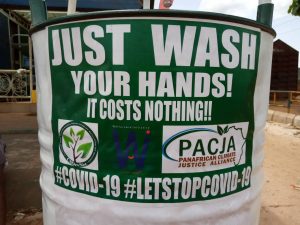 JUST WASH
YOUR HANDS!
IT COSTS NOTHING!!
PACJA
PANAFRICAN CLIMATE
JUSTICE ALLIANCE
#COVID-19 #LETSTOPCOVID-19